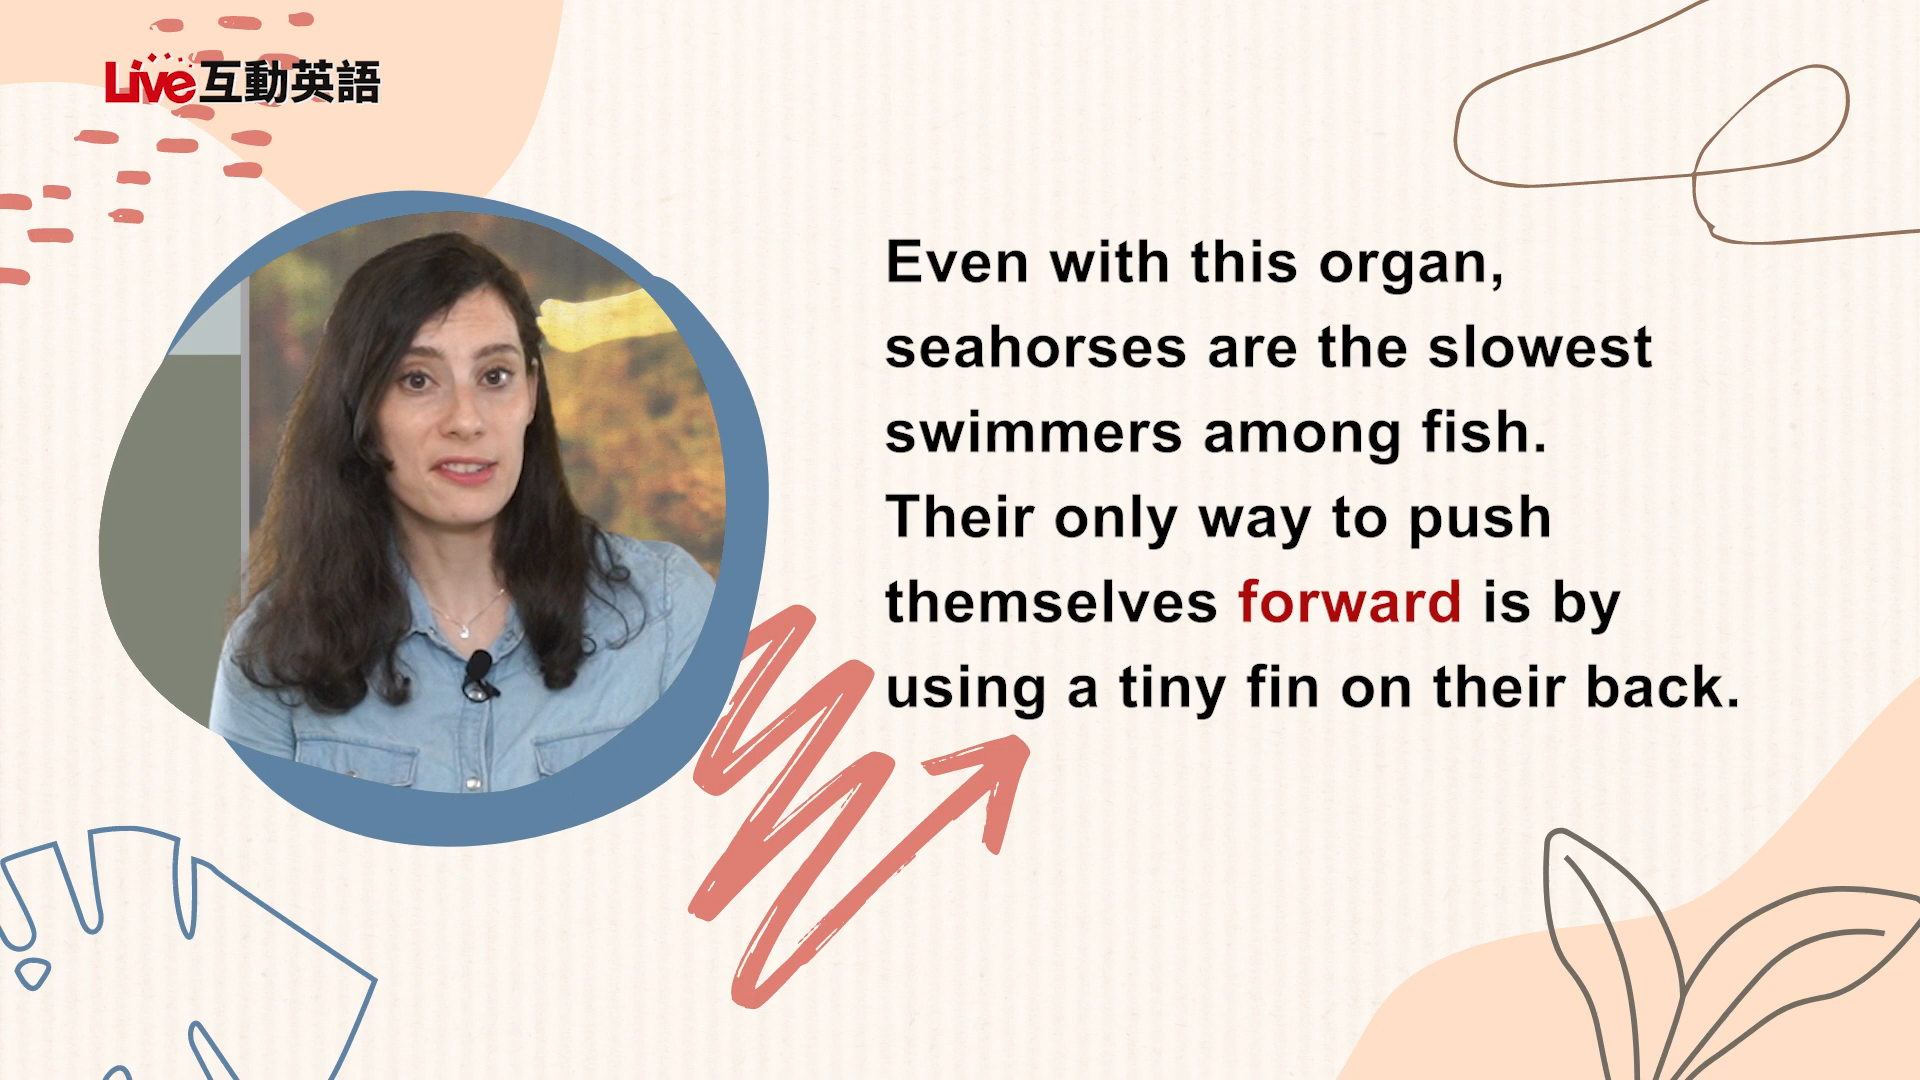 Live互動英語
Even with this organ,
seahorses are the slowest
swimmers among fish.
Their only way to push
themselves forward is by
using a tiny fin on their back.